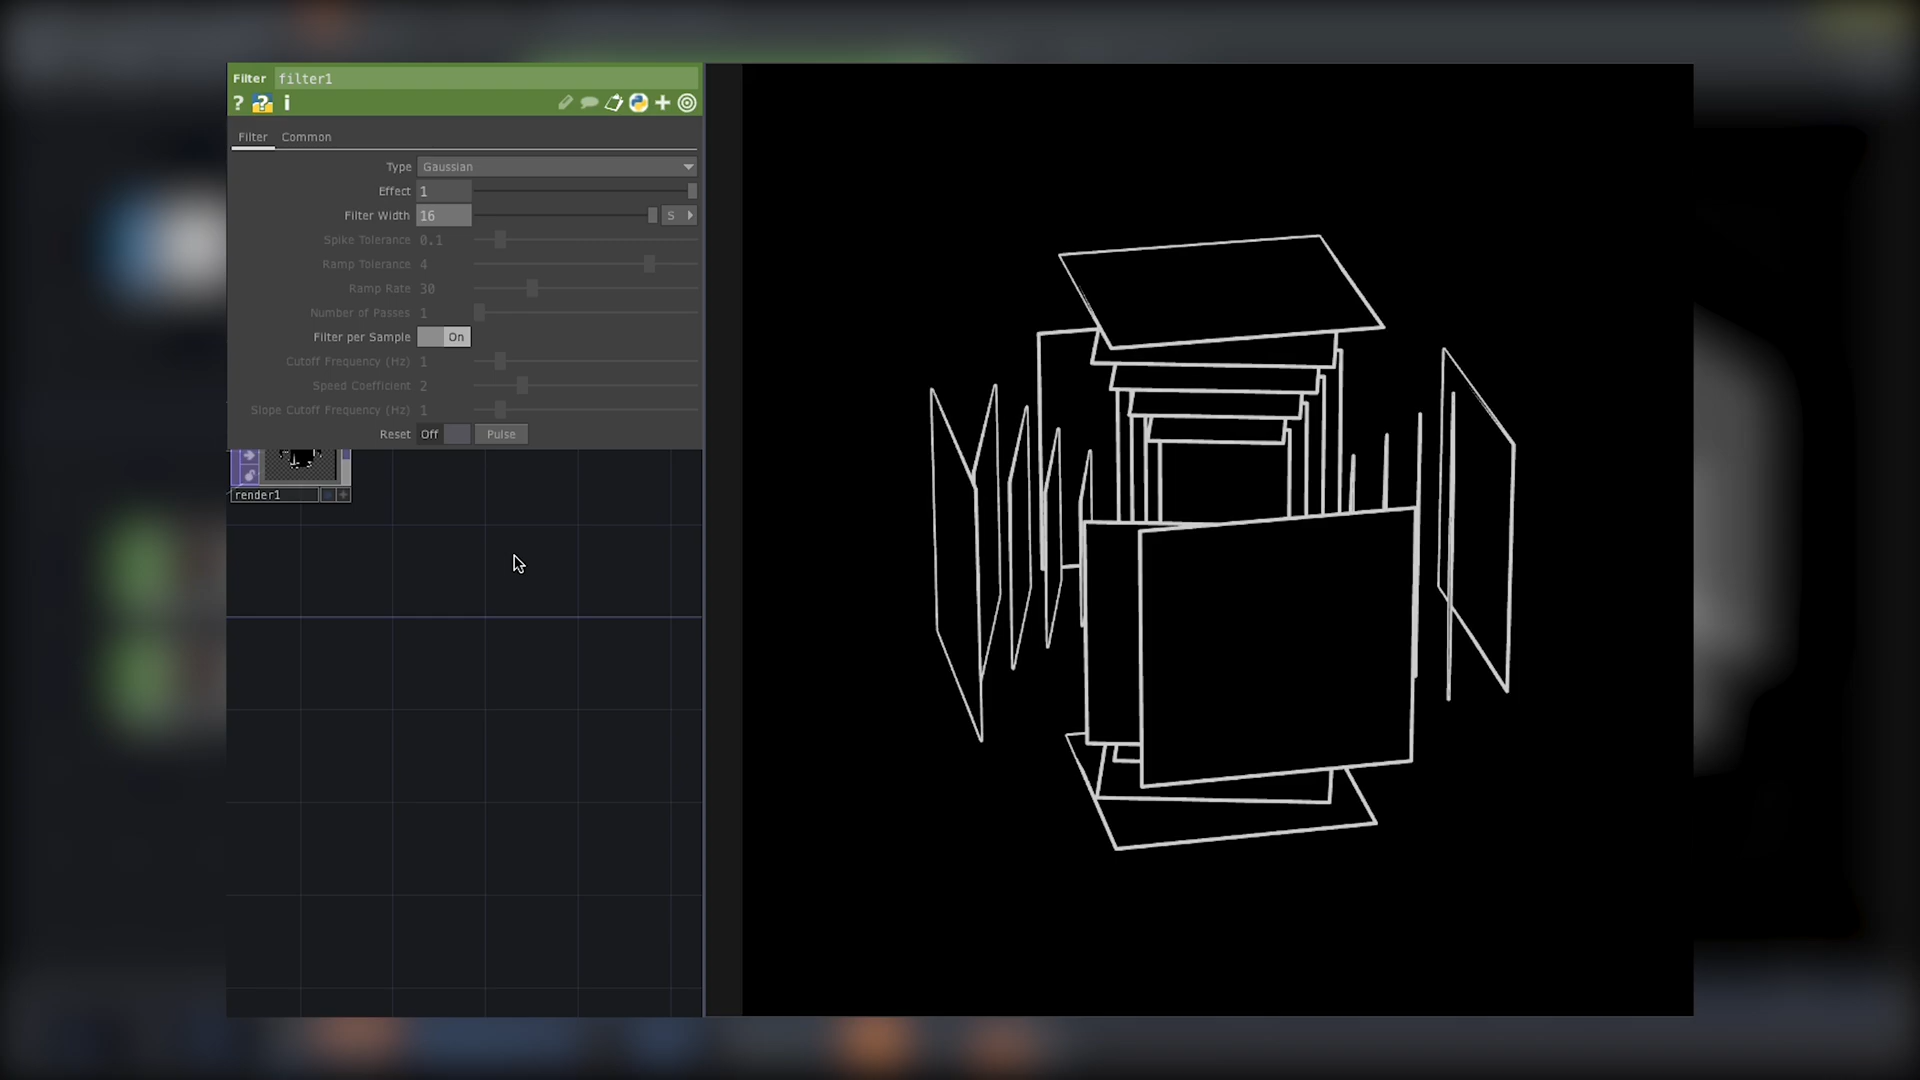 Filter filter1
? ? i
Filter Common
Type Gaussian
Effect 1
Filter Width 16 S
Spike Tolerance 0.1
Ramp Tolerance 4
Ramp Rate 30
Number of Passes 1
Filter per Sample On
Cutoff Frequency (Hz) 1
Speed Coefficient 2
Slope Cutoff Frequency (Hz) 1
Reset Off Pulse
render1